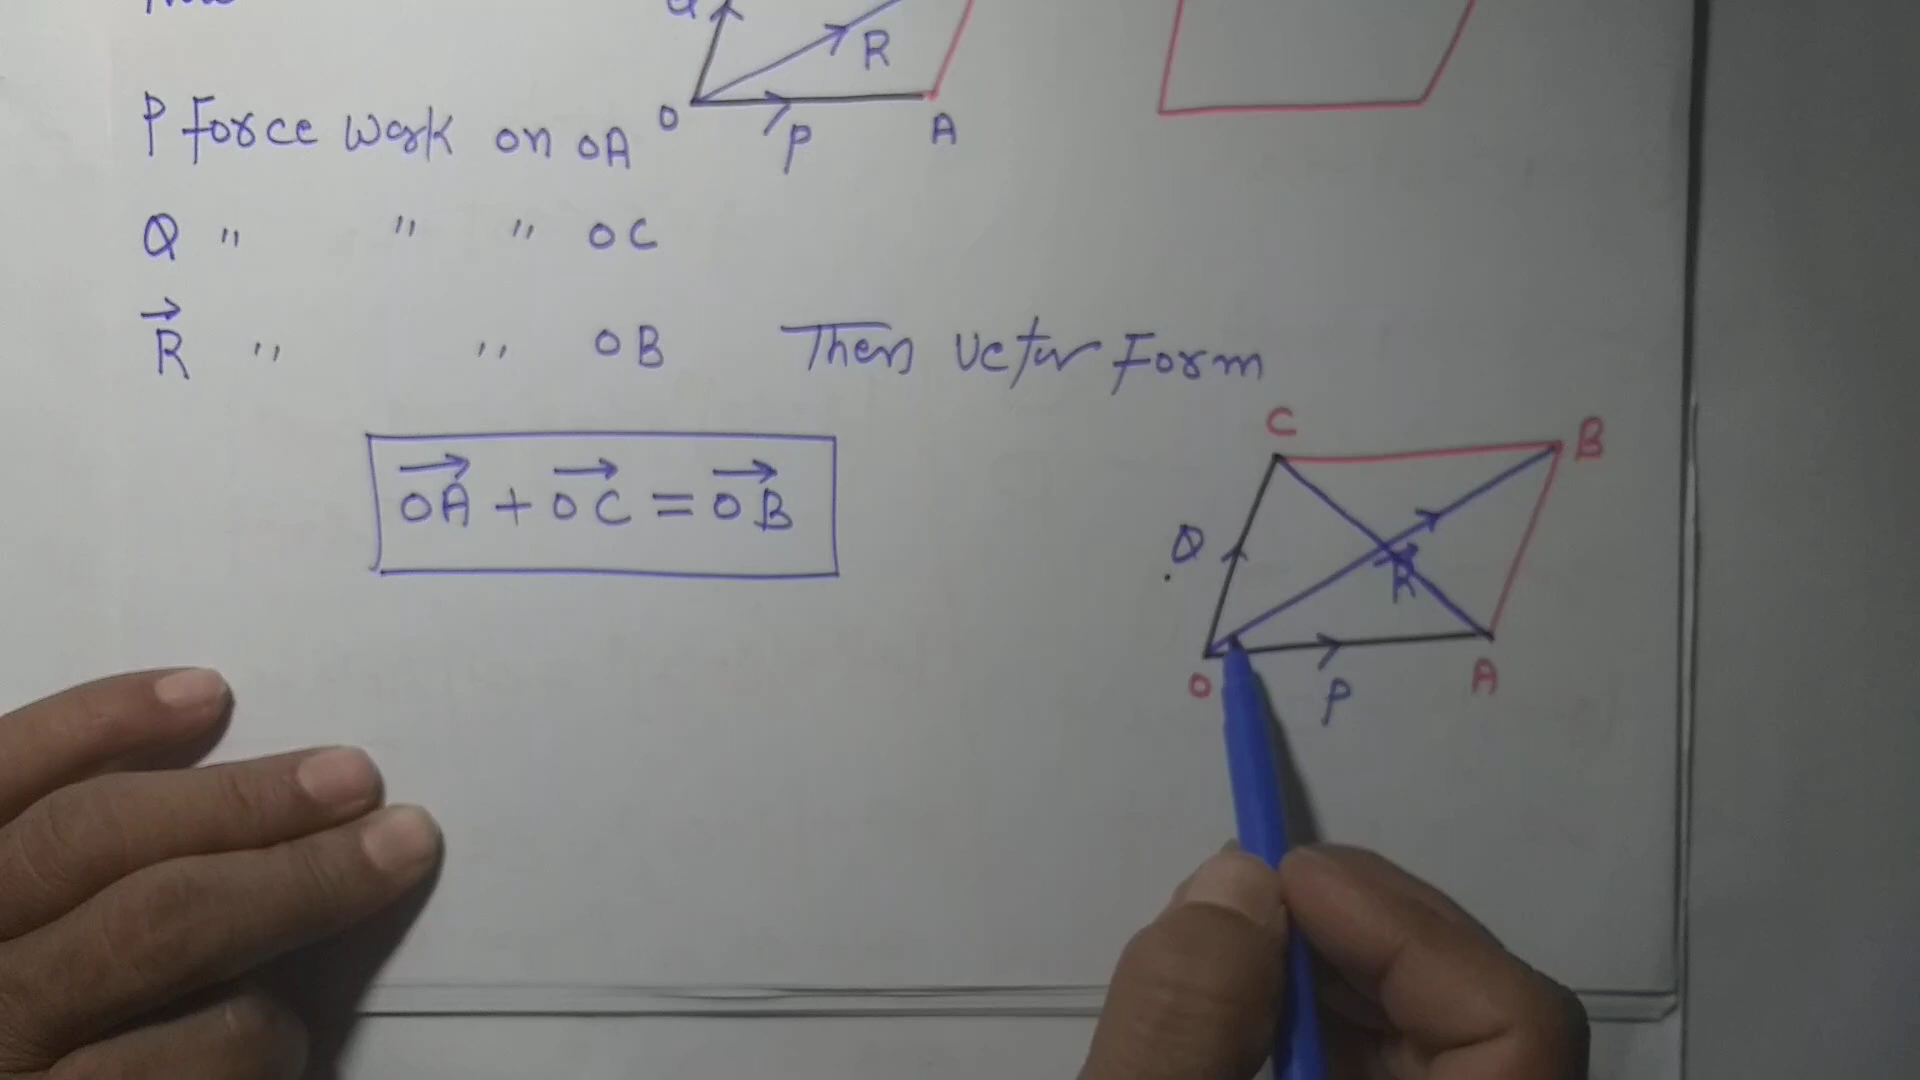 R
O P A
P Force work on OA
Q " " " OC
R " " OB Then Vector Form
OA + OC = OB
C B
Q R
O P A